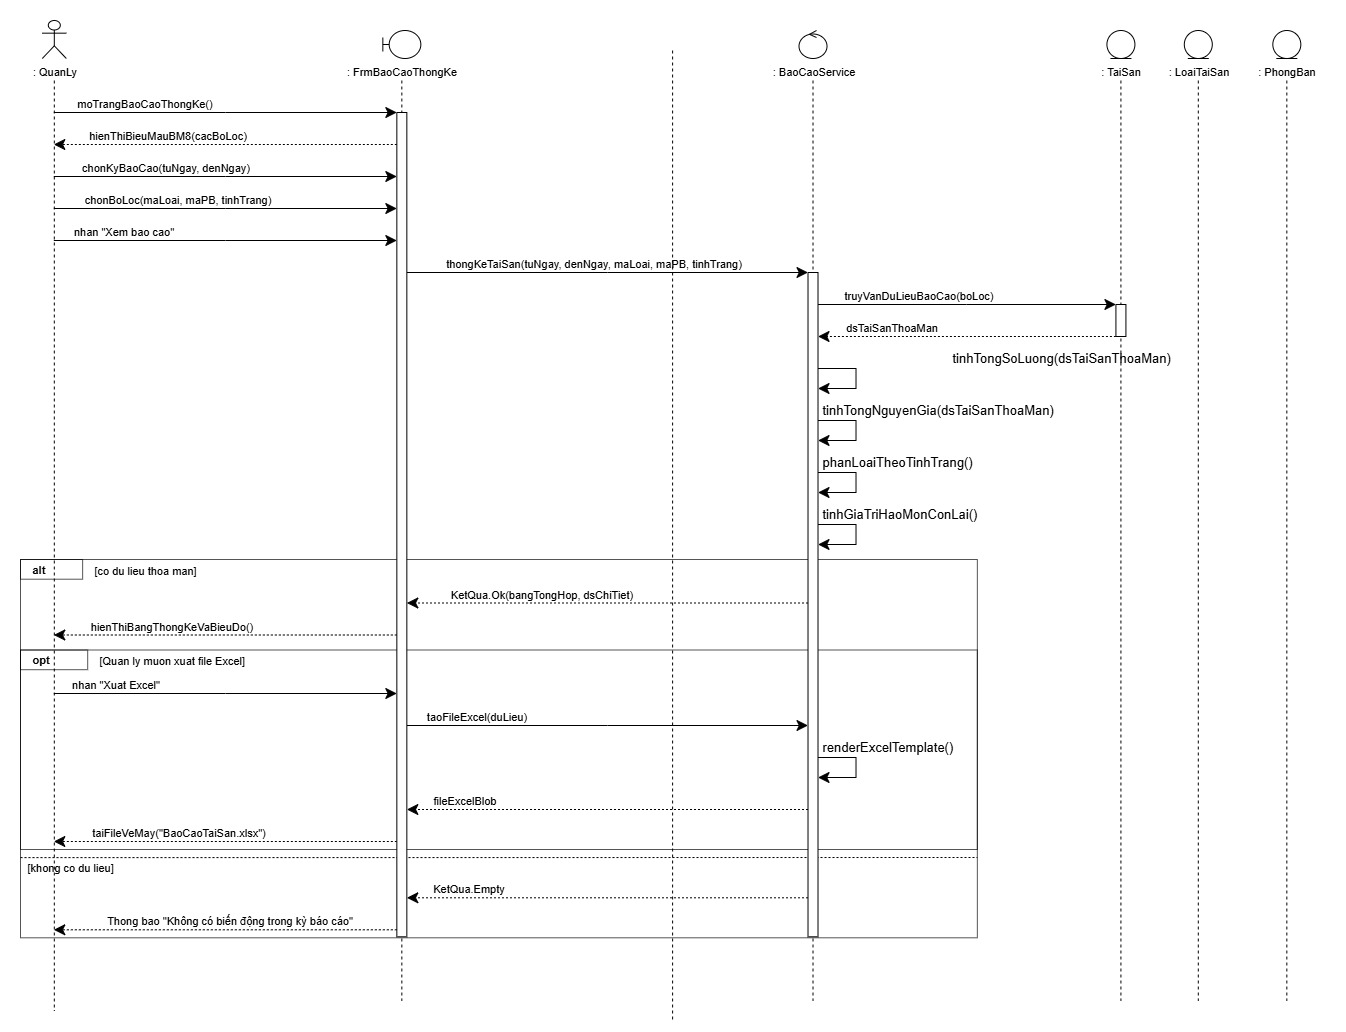 : QuanLy
: FrmBaoCaoThongKe
: BaoCaoService
: TaiSan
: LoaiTaiSan
: PhongBan
moTrangBaoCaoThongKe()
hienThiBieuMauBM8(cacBoLoc)
chonKyBaoCao(tuNgay, denNgay)
chonBoLoc(maLoai, maPB, tinhTrang)
nhan "Xem bao cao"
thongKeTaiSan(tuNgay, denNgay, maLoai, maPB, tinhTrang)
truyVanDuLieuBaoCao(boLoc)
dsTaiSanThoaMan
tinhTongSoLuong(dsTaiSanThoaMan)
tinhTongNguyenGia(dsTaiSanThoaMan)
phanLoaiTheoTinhTrang()
tinhGiaTriHaoMonConLai()
alt
[co du lieu thoa man]
KetQua.Ok(bangTongHop, dsChiTiet)
hienThiBangThongKeVaBieuDo()
opt
[Quan ly muon xuat file Excel]
nhan "Xuat Excel"
taoFileExcel(duLieu)
renderExcelTemplate()
fileExcelBlob
taiFileVeMay("BaoCaoTaiSan.xlsx")
[khong co du lieu]
KetQua.Empty
Thong bao "Không có biến động trong kỳ báo cáo"